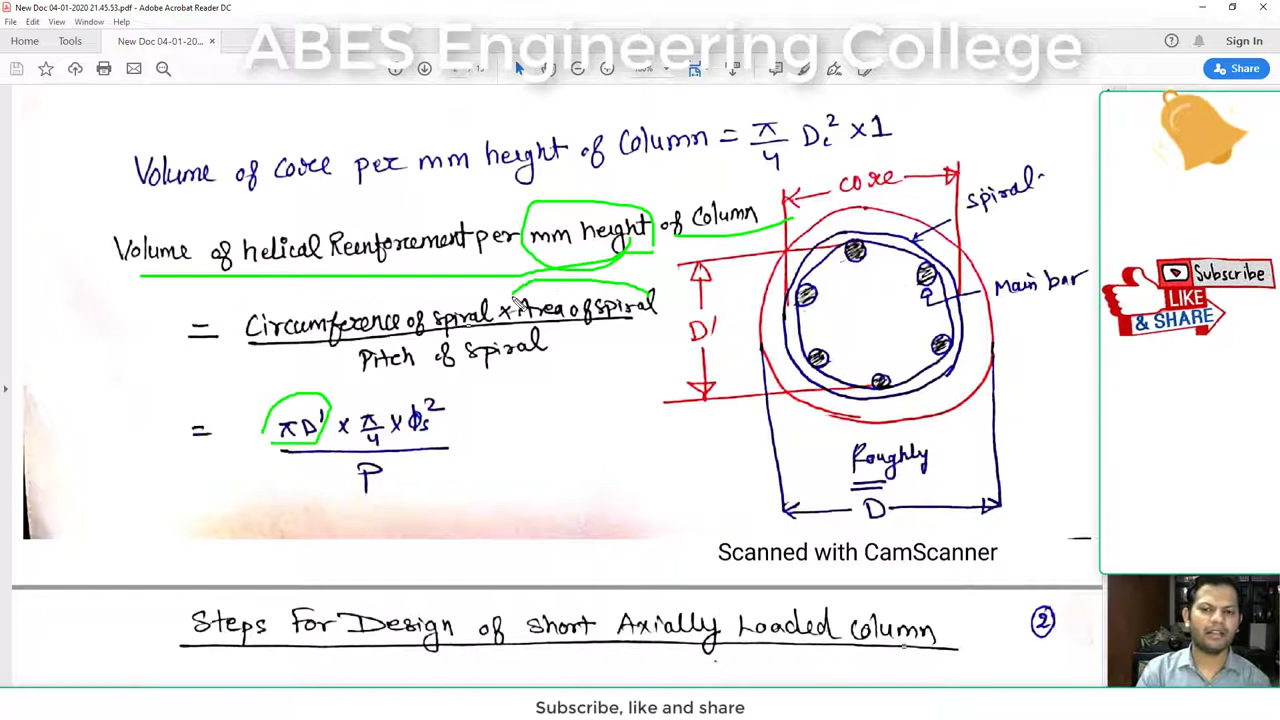 New Doc 04-01-2020 21.45.53.pdf - Adobe Acrobat Reader DC
File Edit View Window Help
Home Tools New Doc 04-01-20... × Sign In
ABES Engineering College
Share
Volume of core per mm height of Column = π/4 Dc² × 1
Volume of helical Reinforcement per mm height of Column
= Circumference of spiral × Area of spiral
Pitch of spiral
= πD' × π/4 × ϕs²
P
core
spiral
Main bar
D'
Roughly
D
Scanned with CamScanner
Steps For Design of short Axially Loaded column 2
Subscribe
LIKE
& SHARE
Subscribe, like and share